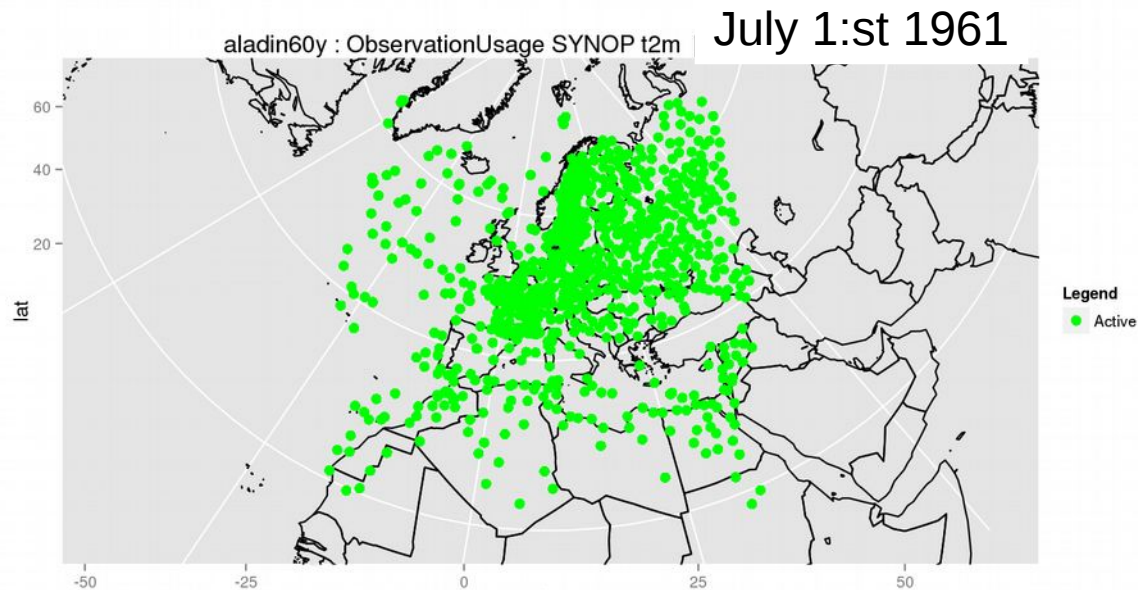 July 1:st 1961
aladin60y : ObservationUsage SYNOP t2m
60
40
20
lat
Legend
Active
-50
-25
0
25
50